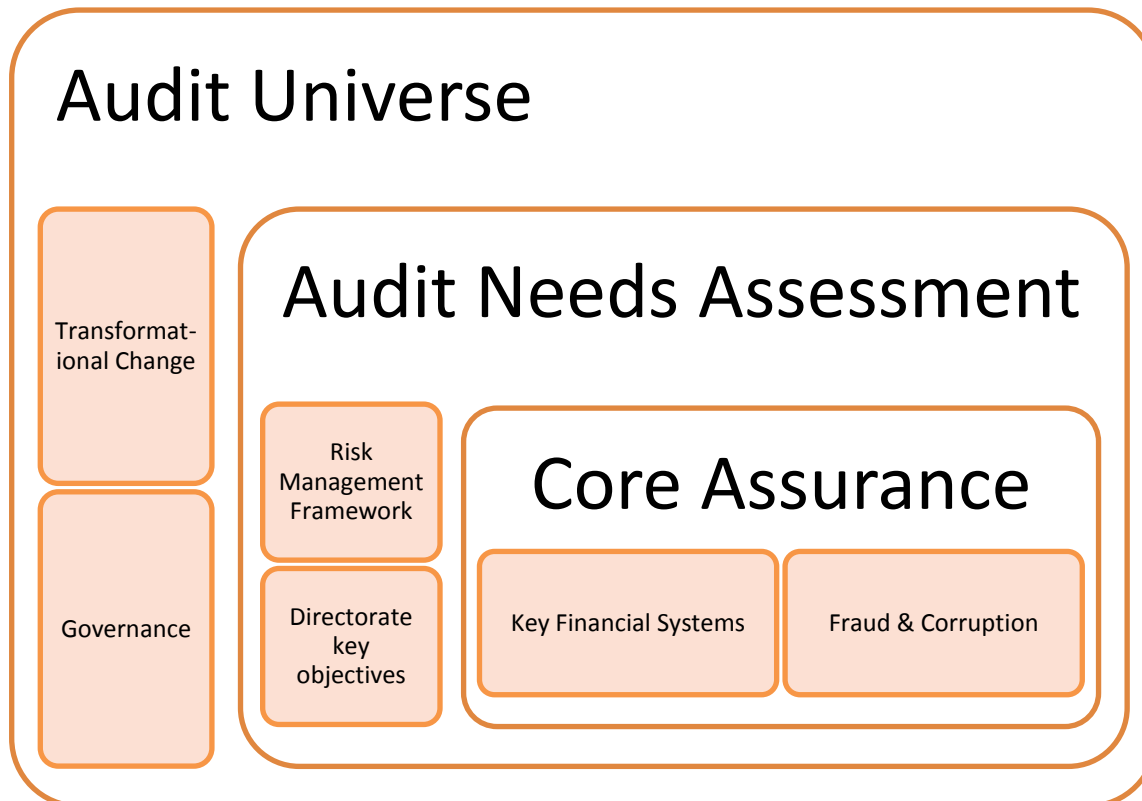 Audit Universe
Transformat-
ional Change
Governance
Audit Needs Assessment
Risk
Management
Framework
Directorate
key
objectives
Core Assurance
Key Financial Systems
Fraud & Corruption